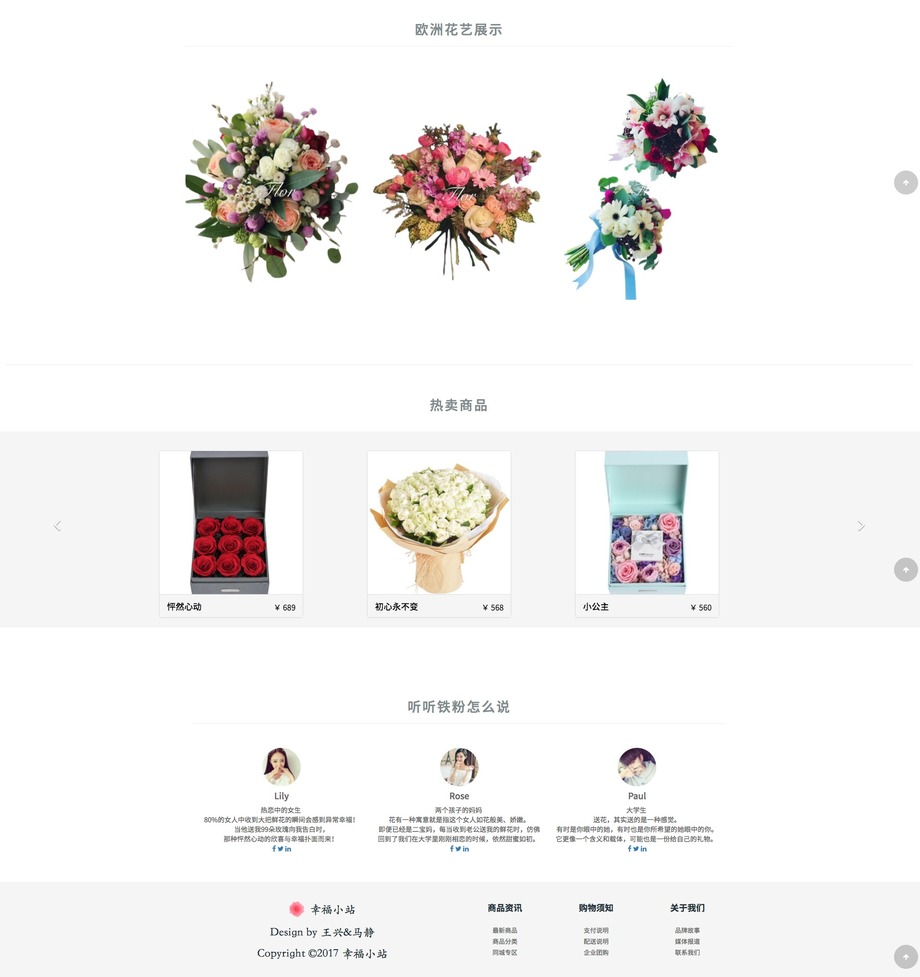 欧洲花艺展示
Flor
Flor
热卖商品
怦然心动 ￥ 689
初心永不变 ￥ 568
小公主 ￥ 560
听听铁粉怎么说
Lily
热恋中的女生
80%的女人中收到大把鲜花的瞬间会感到异常幸福！
当他送我99朵玫瑰向我告白时，
那种怦然心动的欣喜与幸福扑面而来！
Rose
两个孩子的妈妈
花有一种寓意就是指这个女人如花般美、娇嫩。
即便已经是二宝妈，每当收到老公送我的鲜花时，仿佛
回到了我们在大学里刚刚相恋的时候，依然甜蜜如初。
Paul
大学生
送花，其实送的是一种感觉。
有时是你眼中的她，有时也是你所希望的她眼中的你。
它更像一个含义和载体，可能也是一份给自己的礼物。
幸福小站
Design by 王兴&马静
Copyright ©2017 幸福小站
商品资讯
最新商品
商品分类
同城专区
购物须知
支付说明
配送说明
企业团购
关于我们
品牌故事
媒体报道
联系我们